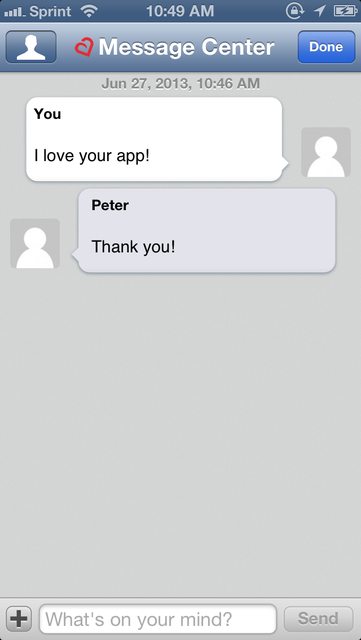 Sprint 10:49 AM
Message Center Done
Jun 27, 2013, 10:46 AM
You
I love your app!
Peter
Thank you!
What's on your mind? Send